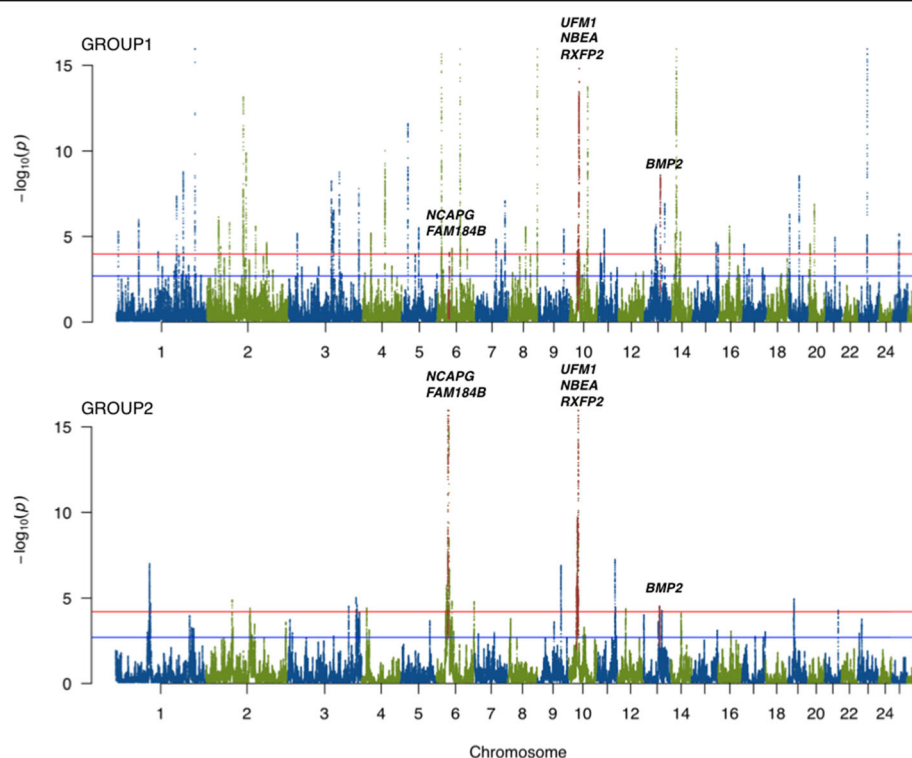 UFM1
NBEA
RXFP2
GROUP1
BMP2
NCAPG
FAM184B
−log10(p)
15
10
5
0
1 2 3 4 5 6 7 8 9 10 12 14 16 18 20 22 24
UFM1
NBEA
RXFP2
NCAPG
FAM184B
GROUP2
BMP2
−log10(p)
15
10
5
0
1 2 3 4 5 6 7 8 9 10 12 14 16 18 20 22 24
Chromosome